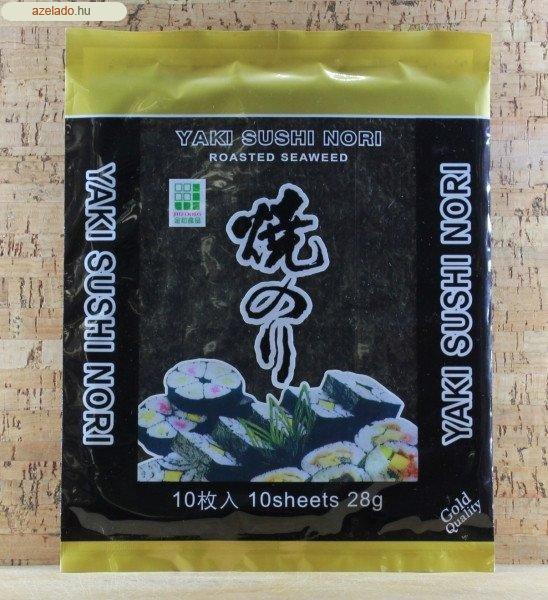 azelado.hu
YAKI SUSHI NORI
ROASTED SEAWEED
YAKI SUSHI NORI
焼のり
YAKI SUSHI NORI
10枚入 10sheets 28g
Gold
Quality